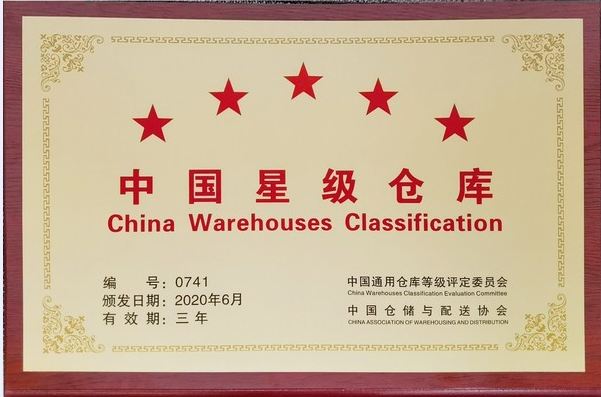 中国星级仓库
China Warehouses Classification
编 号:0741
颁发日期:2020年6月
有 效 期:三 年
中国通用仓库等级评定委员会
China Warehouses Classification Evaluation Committee
中国仓储与配送协会
CHINA ASSOCIATION OF WAREHOUSING AND DISTRIBUTION